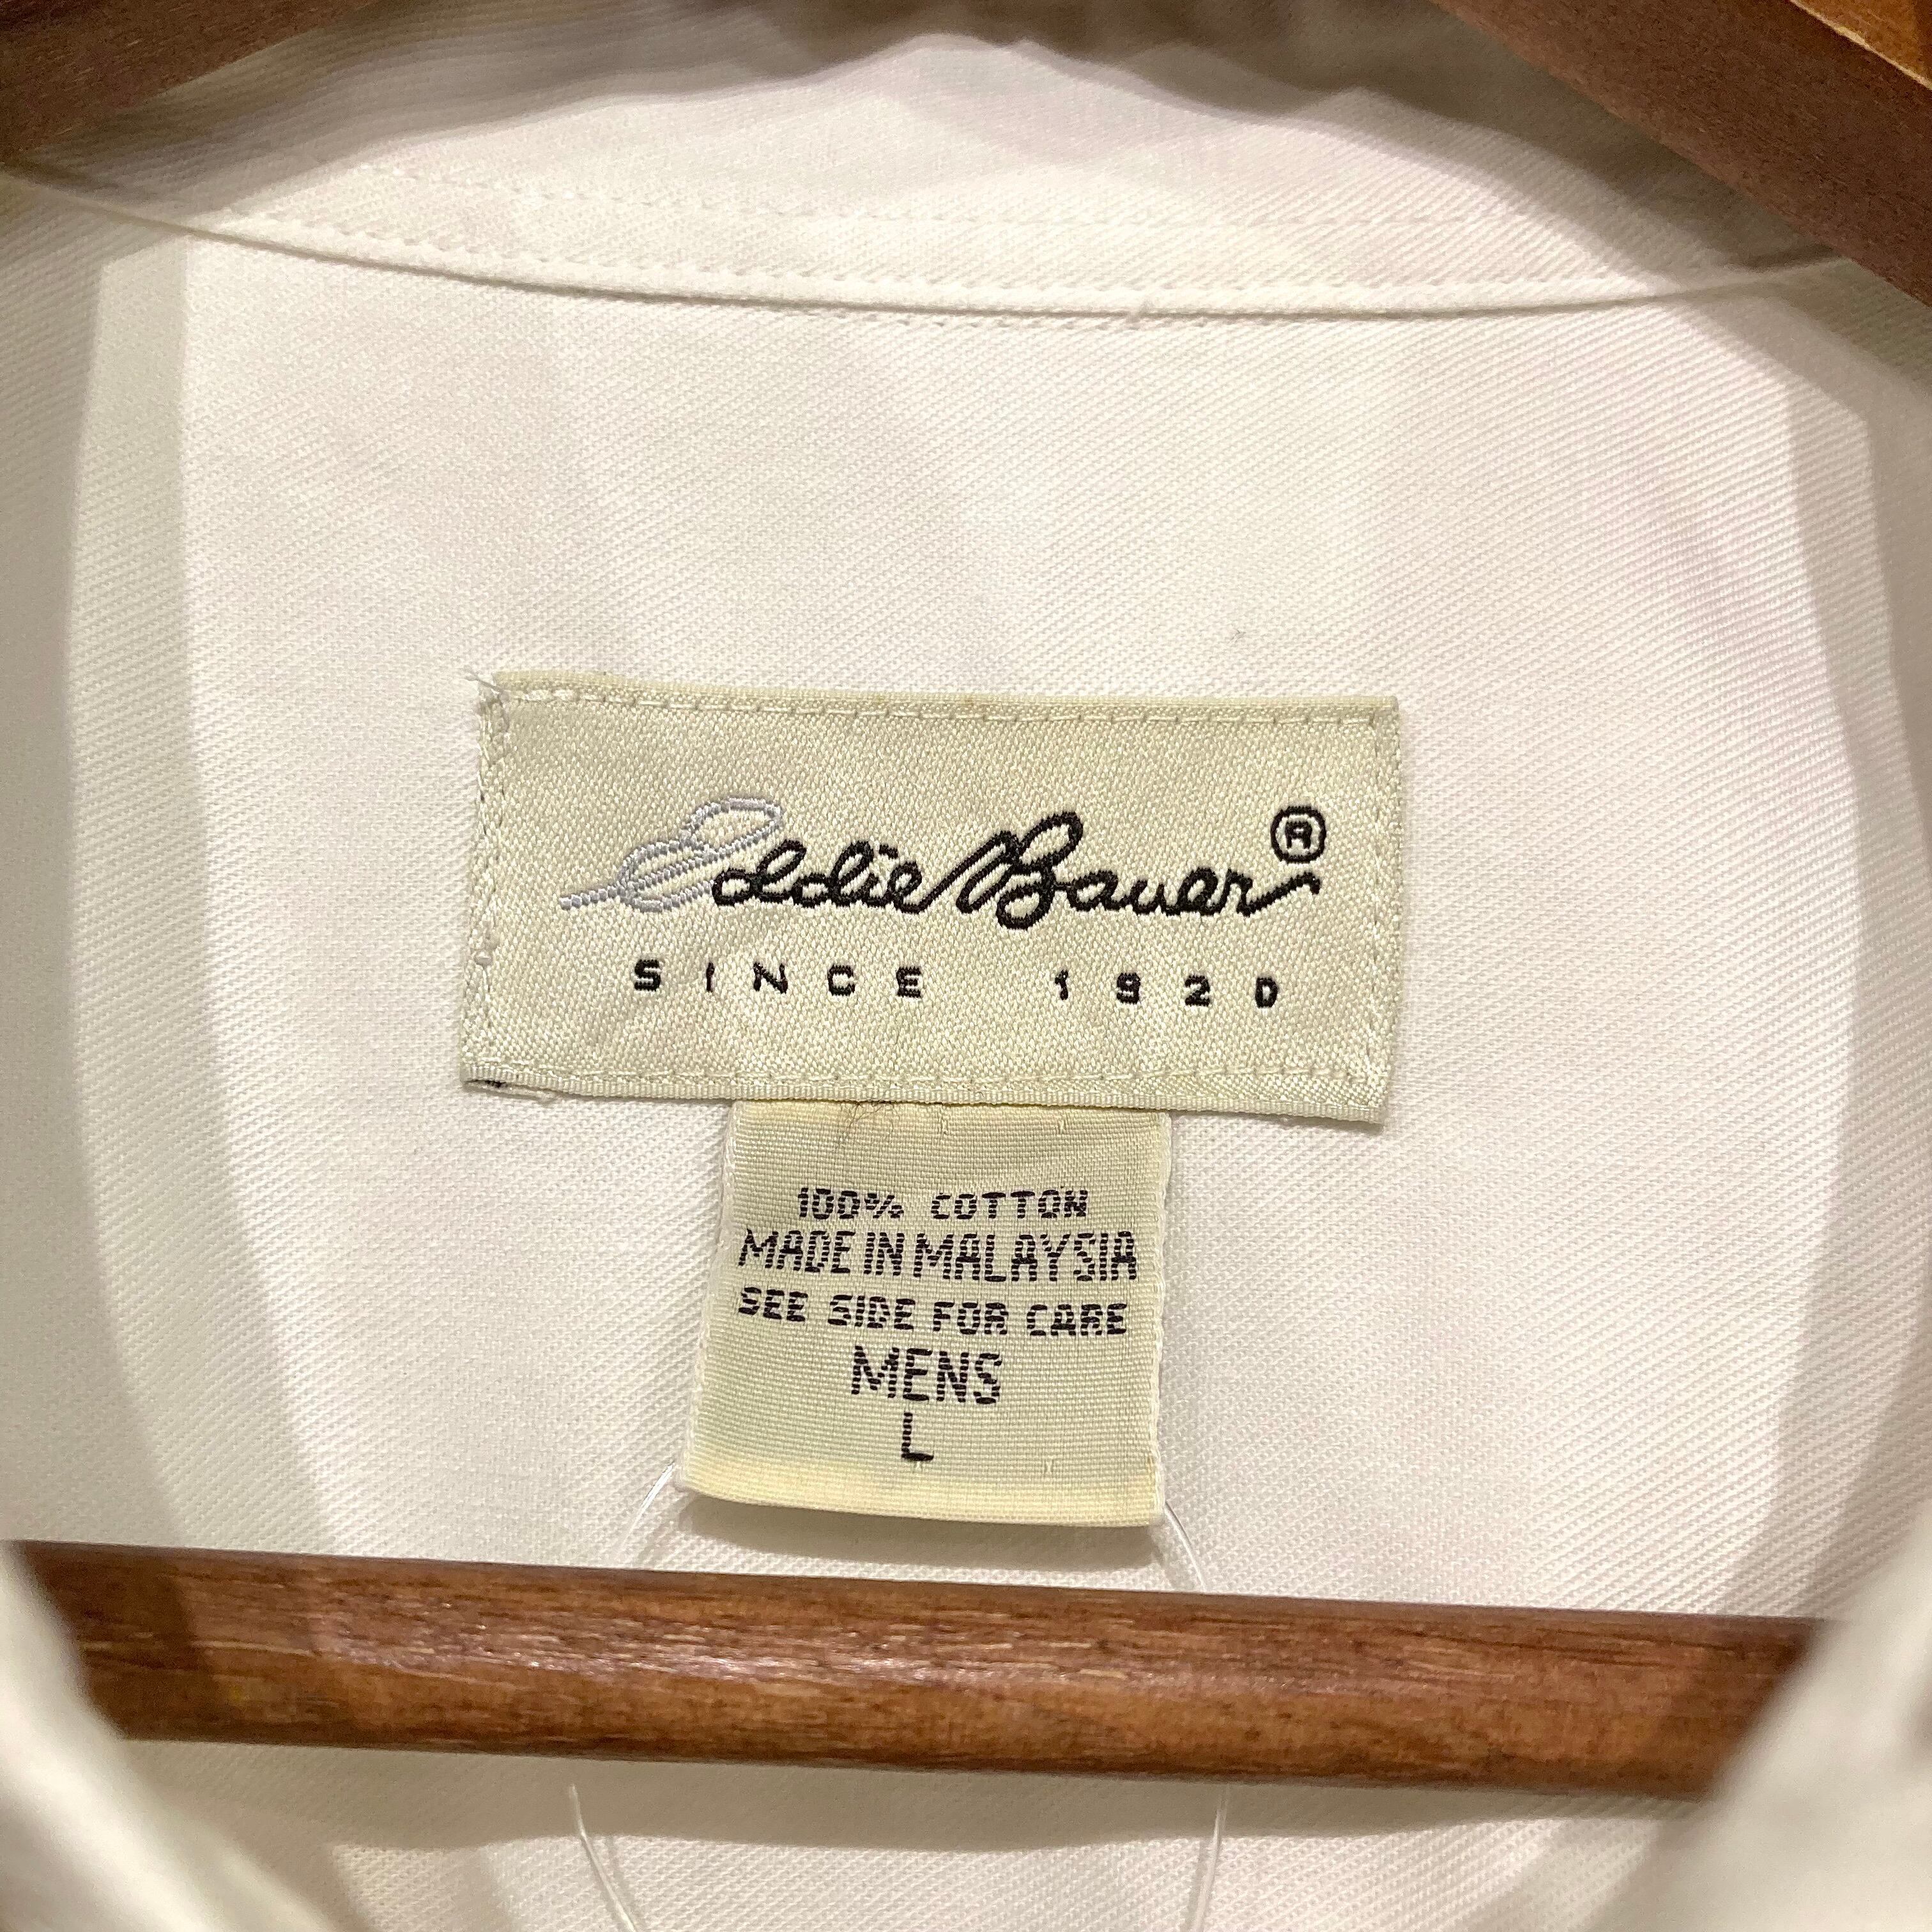 Eddie Bauer®
SINCE 1920
100% COTTON
MADE IN MALAYSIA
SEE SIDE FOR CARE
MENS
L